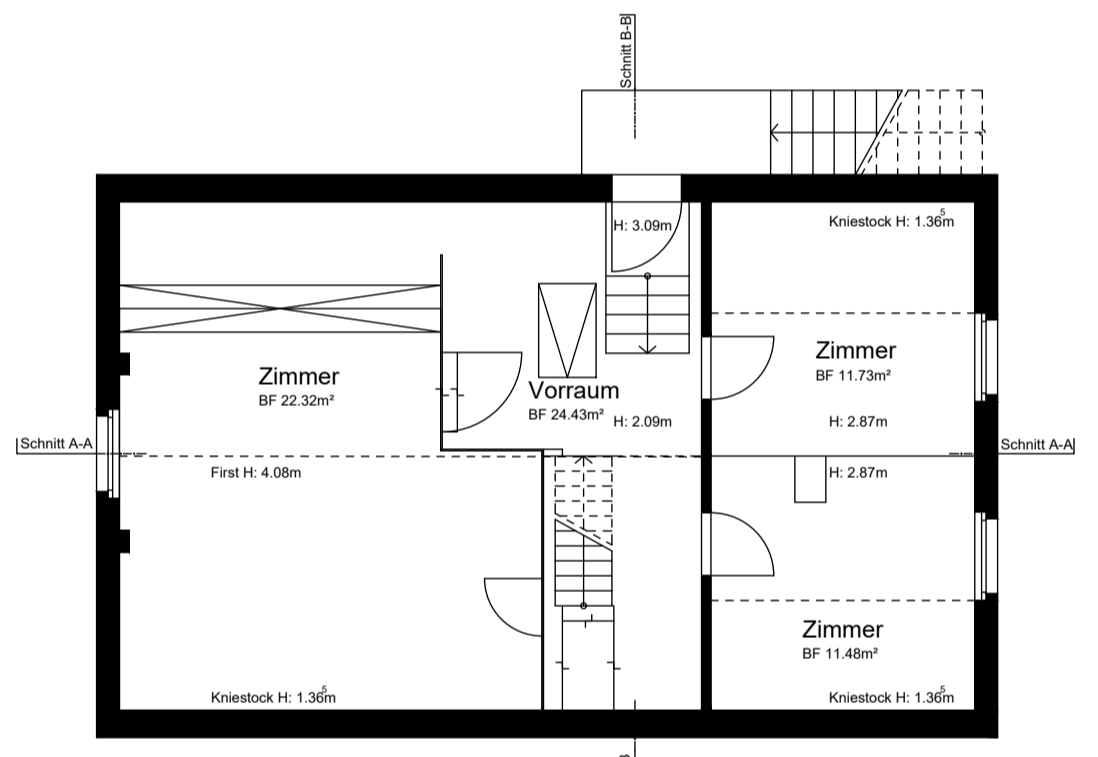 Schnitt B-B
H: 3.09m
Kniestock H: 1.36⁵m
Zimmer
BF 22.32m²
Vorraum
BF 24.43m²
H: 2.09m
Zimmer
BF 11.73m²
H: 2.87m
Schnitt A-A
First H: 4.08m
H: 2.87m
Schnitt A-A
Zimmer
BF 11.48m²
Kniestock H: 1.36⁵m
Kniestock H: 1.36⁵m